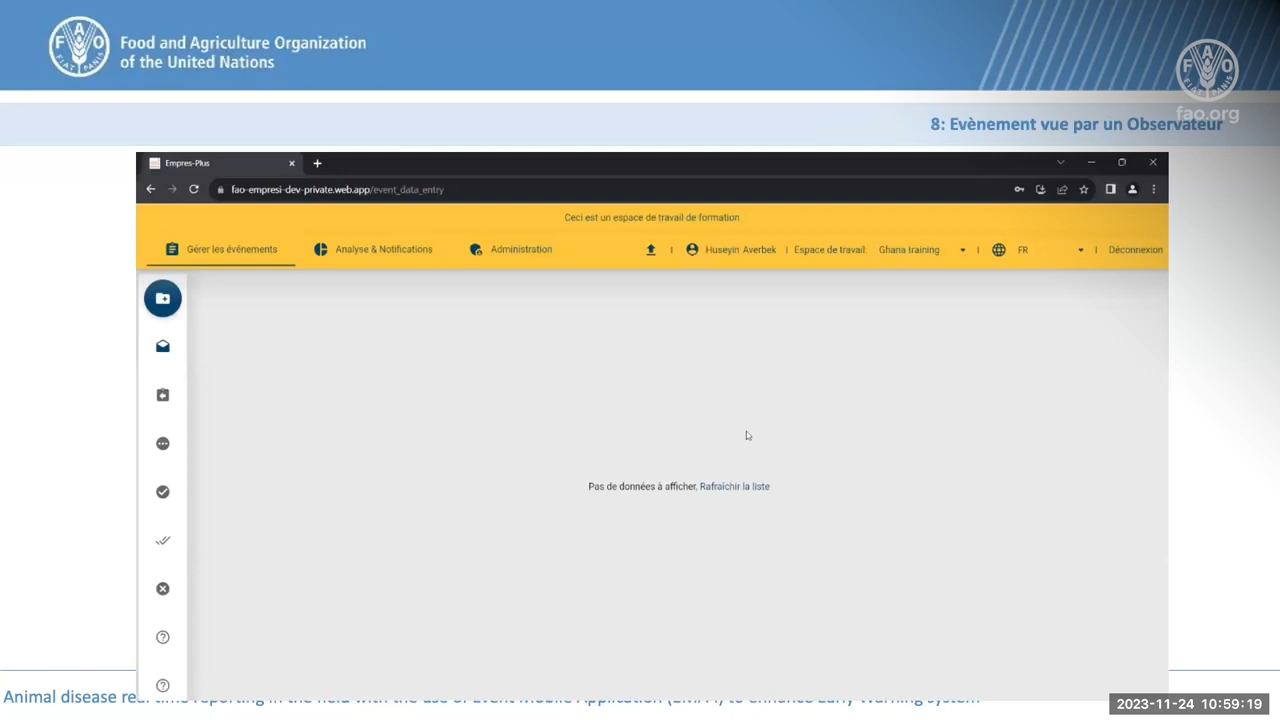 Food and Agriculture Organization
of the United Nations
FAO
FIAT PANIS
fao.org
8: Evènement vue par un Observateur
Empres-Plus
fao-empresi-dev-private.web.app/event_data_entry
Ceci est un espace de travail de formation
Gérer les événements
Analyse & Notifications
Administration
Huseyin Averbek
Espace de travail:
Ghana training
FR
Déconnexion
Pas de données à afficher, Rafraichir la liste
Animal disease real time reporting in the field with the use of Event Mobile Application (EMA-i) to enhance Early Warning system
2023-11-24 10:59:19